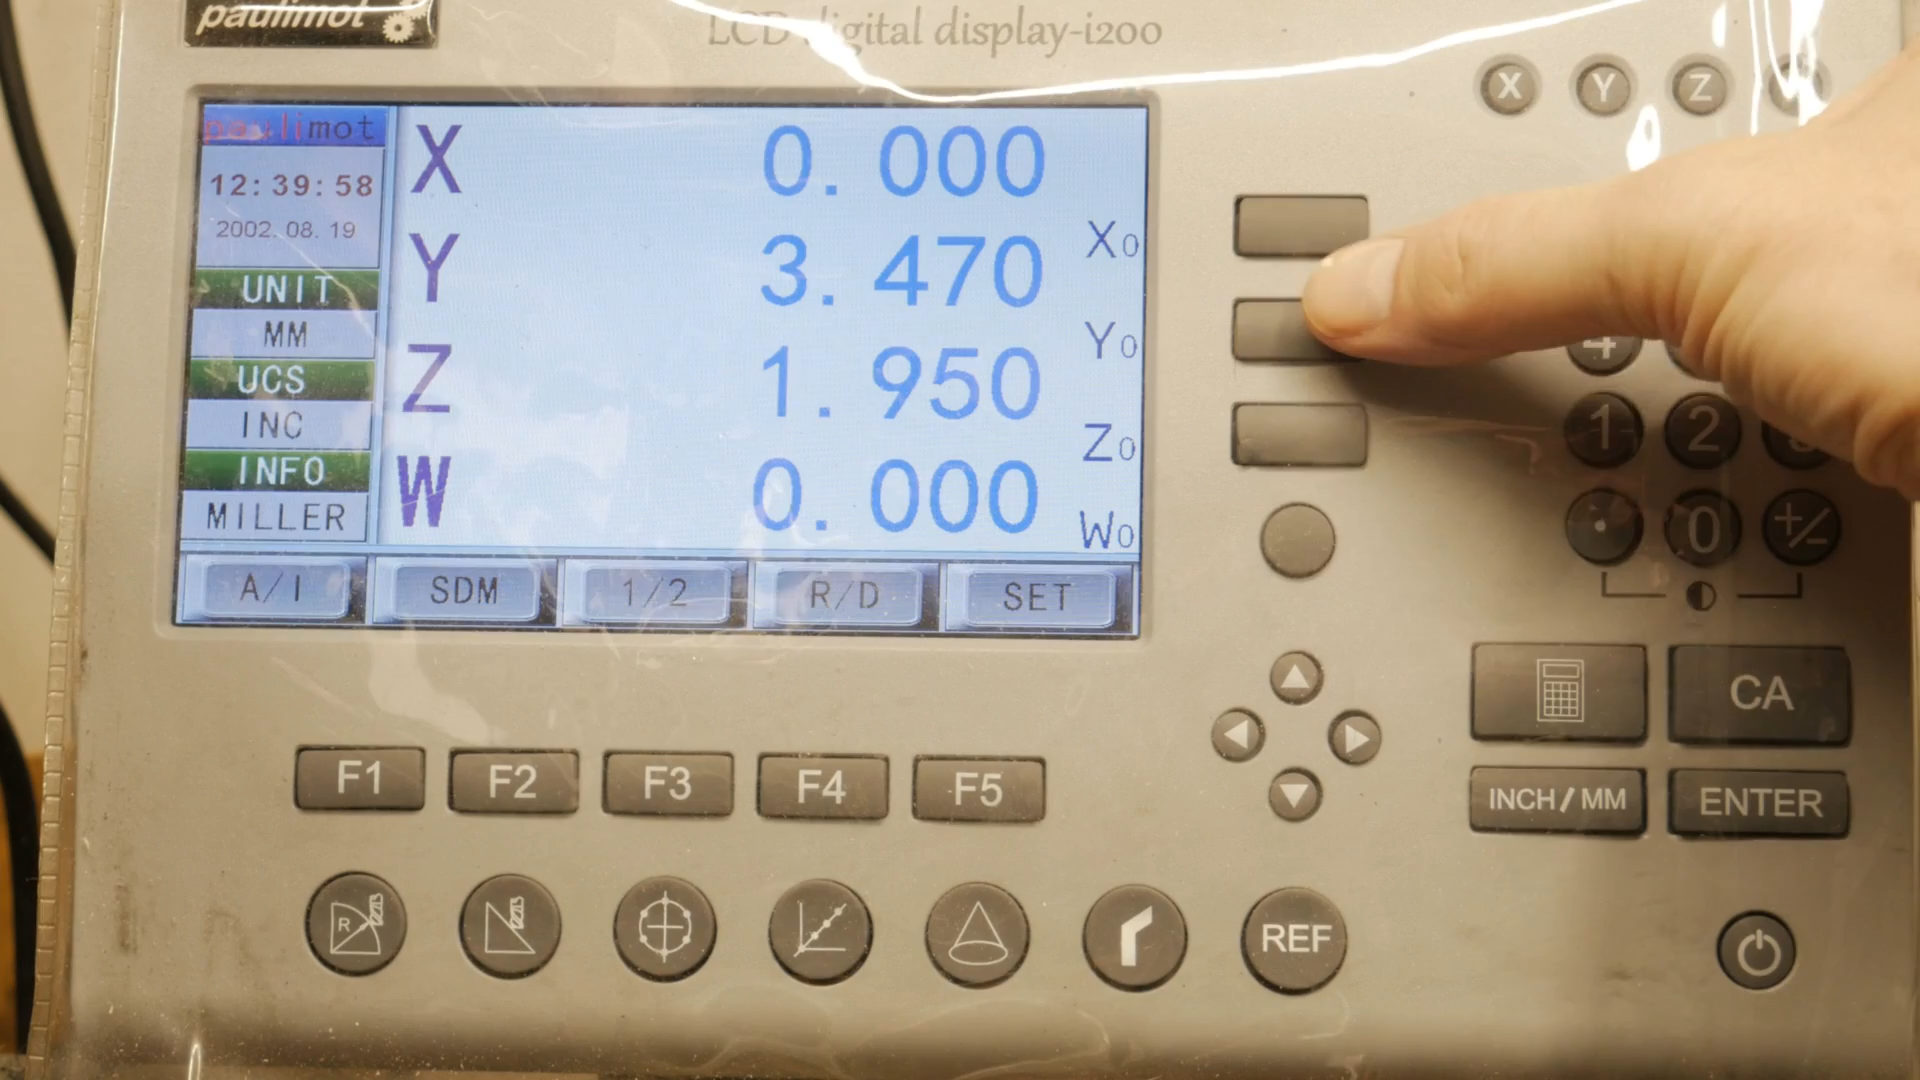 paulimot
LCD digital display-i200
X Y Z
paulimot
12:39:58
2002.08.19
UNIT
MM
UCS
INC
INFO
MILLER
X 0.000
Y 3.470
Z 1.950
W 0.000
X0
Y0
Z0
W0
A/I SDM 1/2 R/D SET
4
1 2
. 0 +/-
CA
INCH/MM ENTER
F1 F2 F3 F4 F5
R
REF